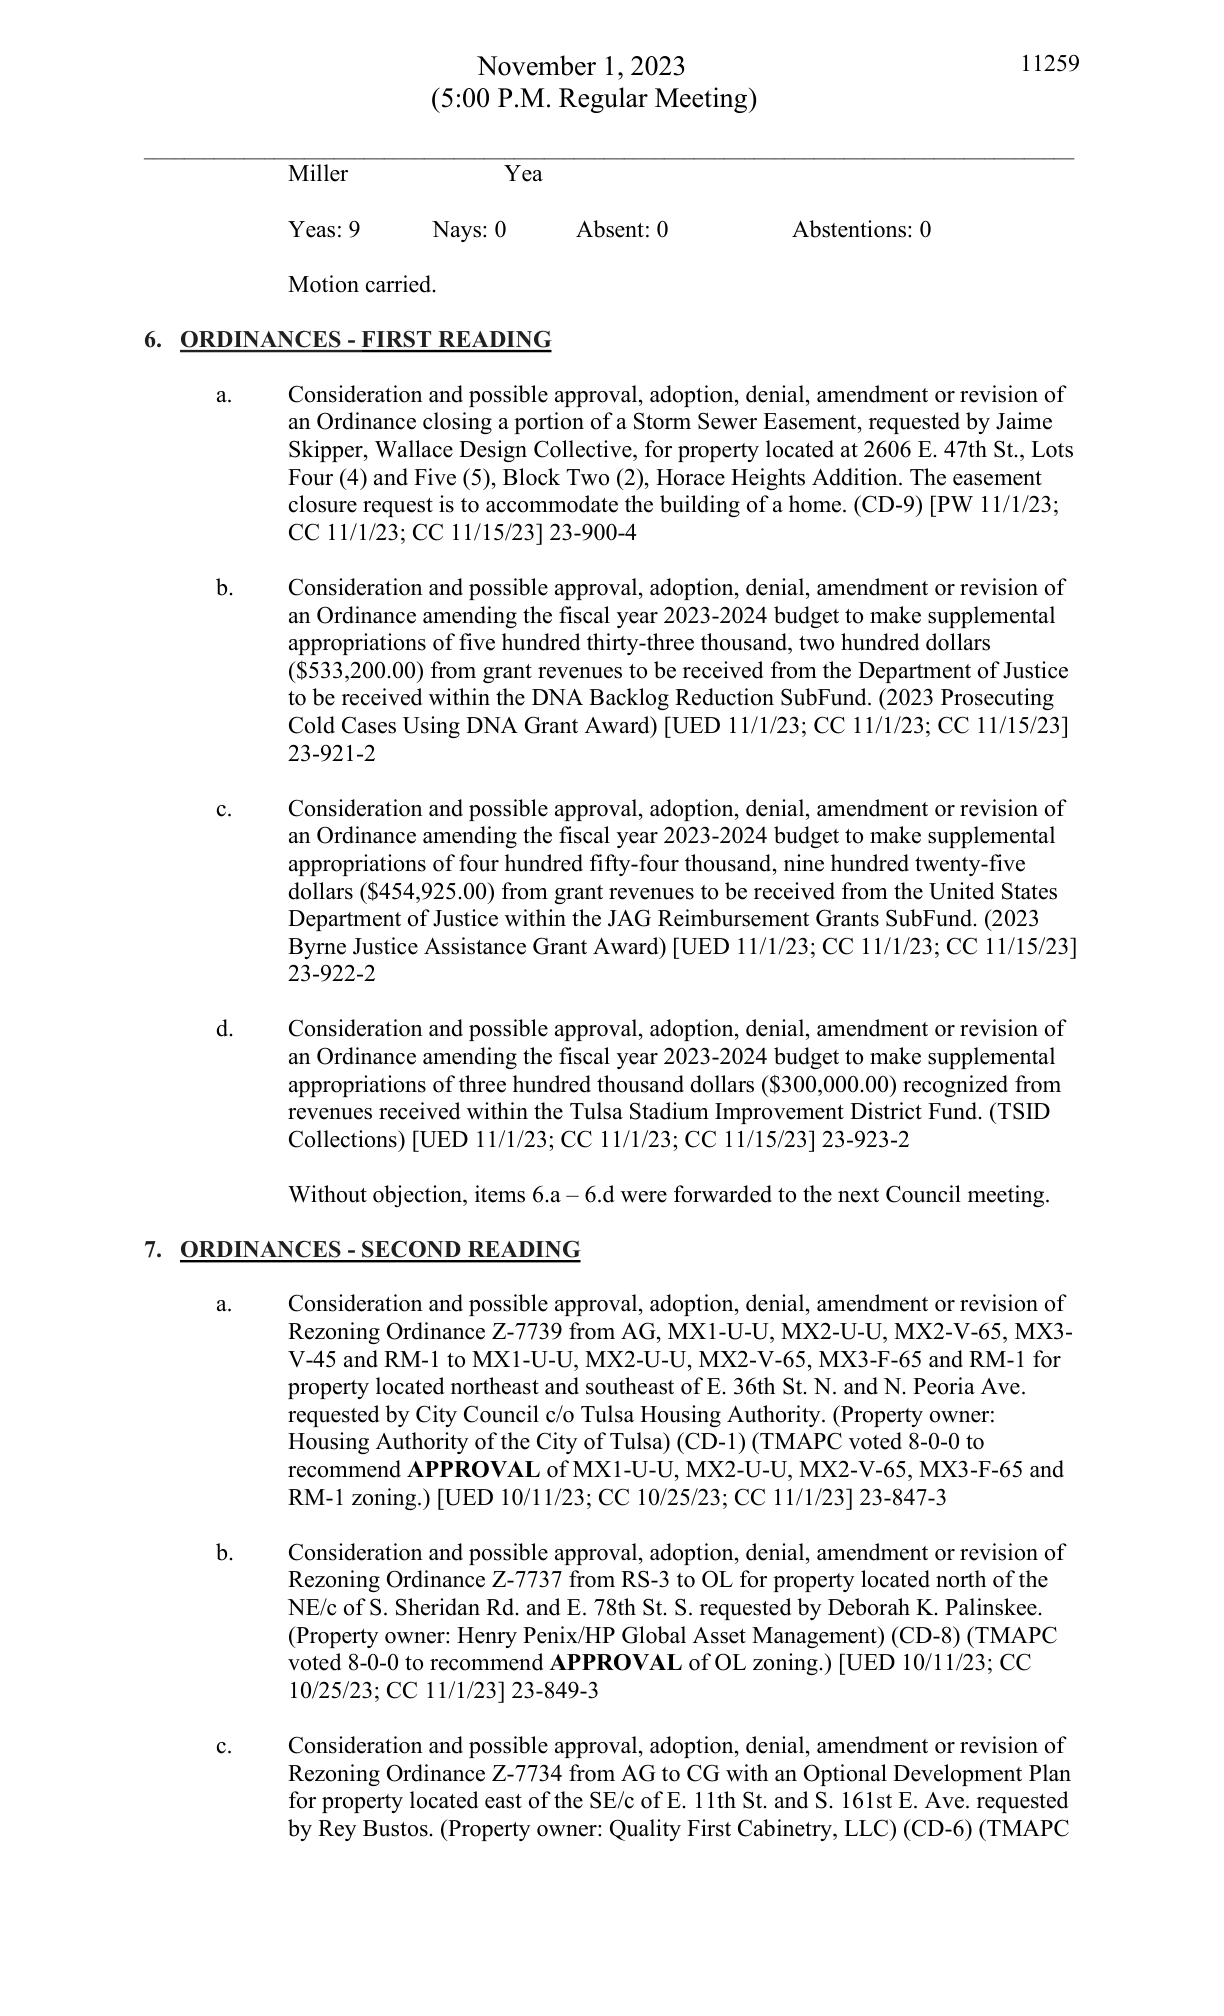 November 1, 2023
11259
(5:00 P.M. Regular Meeting)
Miller Yea
Yeas: 9 Nays: 0 Absent: 0 Abstentions: 0
Motion carried.
6. ORDINANCES - FIRST READING
a. Consideration and possible approval, adoption, denial, amendment or revision of
an Ordinance closing a portion of a Storm Sewer Easement, requested by Jaime
Skipper, Wallace Design Collective, for property located at 2606 E. 47th St., Lots
Four (4) and Five (5), Block Two (2), Horace Heights Addition. The easement
closure request is to accommodate the building of a home. (CD-9) [PW 11/1/23;
CC 11/1/23; CC 11/15/23] 23-900-4
b. Consideration and possible approval, adoption, denial, amendment or revision of
an Ordinance amending the fiscal year 2023-2024 budget to make supplemental
appropriations of five hundred thirty-three thousand, two hundred dollars
($533,200.00) from grant revenues to be received from the Department of Justice
to be received within the DNA Backlog Reduction SubFund. (2023 Prosecuting
Cold Cases Using DNA Grant Award) [UED 11/1/23; CC 11/1/23; CC 11/15/23]
23-921-2
c. Consideration and possible approval, adoption, denial, amendment or revision of
an Ordinance amending the fiscal year 2023-2024 budget to make supplemental
appropriations of four hundred fifty-four thousand, nine hundred twenty-five
dollars ($454,925.00) from grant revenues to be received from the United States
Department of Justice within the JAG Reimbursement Grants SubFund. (2023
Byrne Justice Assistance Grant Award) [UED 11/1/23; CC 11/1/23; CC 11/15/23]
23-922-2
d. Consideration and possible approval, adoption, denial, amendment or revision of
an Ordinance amending the fiscal year 2023-2024 budget to make supplemental
appropriations of three hundred thousand dollars ($300,000.00) recognized from
revenues received within the Tulsa Stadium Improvement District Fund. (TSID
Collections) [UED 11/1/23; CC 11/1/23; CC 11/15/23] 23-923-2
Without objection, items 6.a – 6.d were forwarded to the next Council meeting.
7. ORDINANCES - SECOND READING
a. Consideration and possible approval, adoption, denial, amendment or revision of
Rezoning Ordinance Z-7739 from AG, MX1-U-U, MX2-U-U, MX2-V-65, MX3-
V-45 and RM-1 to MX1-U-U, MX2-U-U, MX2-V-65, MX3-F-65 and RM-1 for
property located northeast and southeast of E. 36th St. N. and N. Peoria Ave.
requested by City Council c/o Tulsa Housing Authority. (Property owner:
Housing Authority of the City of Tulsa) (CD-1) (TMAPC voted 8-0-0 to
recommend APPROVAL of MX1-U-U, MX2-U-U, MX2-V-65, MX3-F-65 and
RM-1 zoning.) [UED 10/11/23; CC 10/25/23; CC 11/1/23] 23-847-3
b. Consideration and possible approval, adoption, denial, amendment or revision of
Rezoning Ordinance Z-7737 from RS-3 to OL for property located north of the
NE/c of S. Sheridan Rd. and E. 78th St. S. requested by Deborah K. Palinskee.
(Property owner: Henry Penix/HP Global Asset Management) (CD-8) (TMAPC
voted 8-0-0 to recommend APPROVAL of OL zoning.) [UED 10/11/23; CC
10/25/23; CC 11/1/23] 23-849-3
c. Consideration and possible approval, adoption, denial, amendment or revision of
Rezoning Ordinance Z-7734 from AG to CG with an Optional Development Plan
for property located east of the SE/c of E. 11th St. and S. 161st E. Ave. requested
by Rey Bustos. (Property owner: Quality First Cabinetry, LLC) (CD-6) (TMAPC